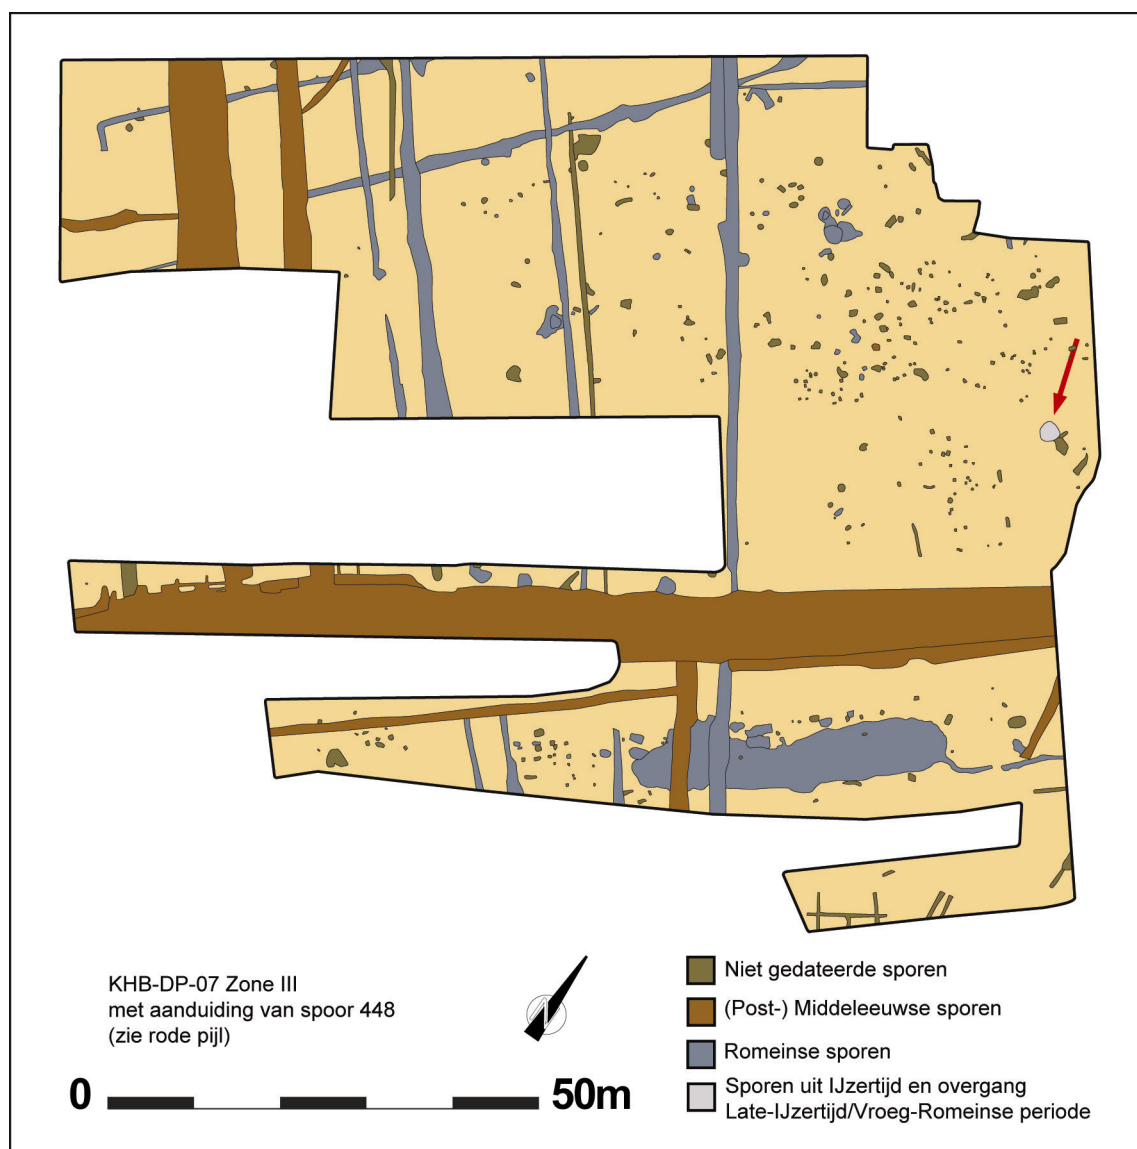 KHB-DP-07 Zone III
met aanduiding van spoor 448
(zie rode pijl)
0
50m
Niet gedateerde sporen
(Post-) Middeleeuwse sporen
Romeinse sporen
Sporen uit IJzertijd en overgang
Late-IJzertijd/Vroeg-Romeinse periode